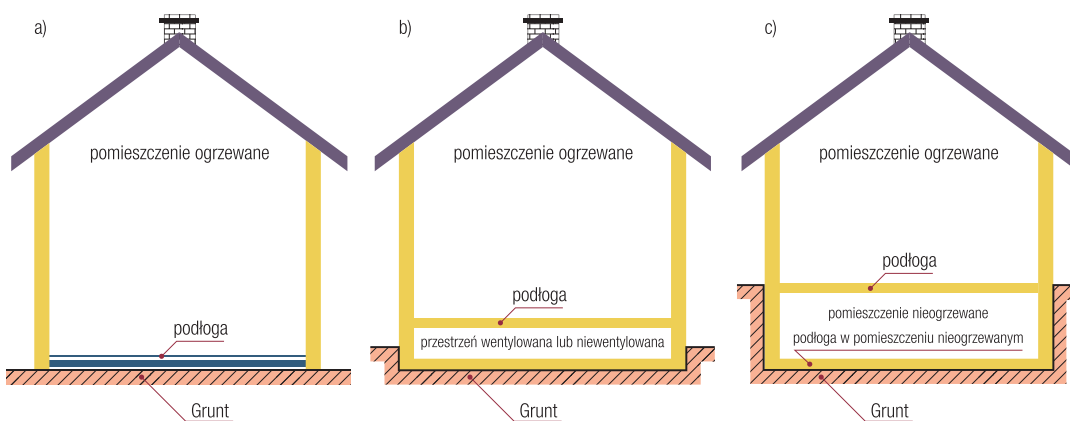 a)
pomieszczenie ogrzewane
podłoga
Grunt
b)
pomieszczenie ogrzewane
podłoga
przestrzeń wentylowana lub niewentylowana
Grunt
c)
pomieszczenie ogrzewane
podłoga
pomieszczenie nieogrzewane
podłoga w pomieszczeniu nieogrzewanym
Grunt